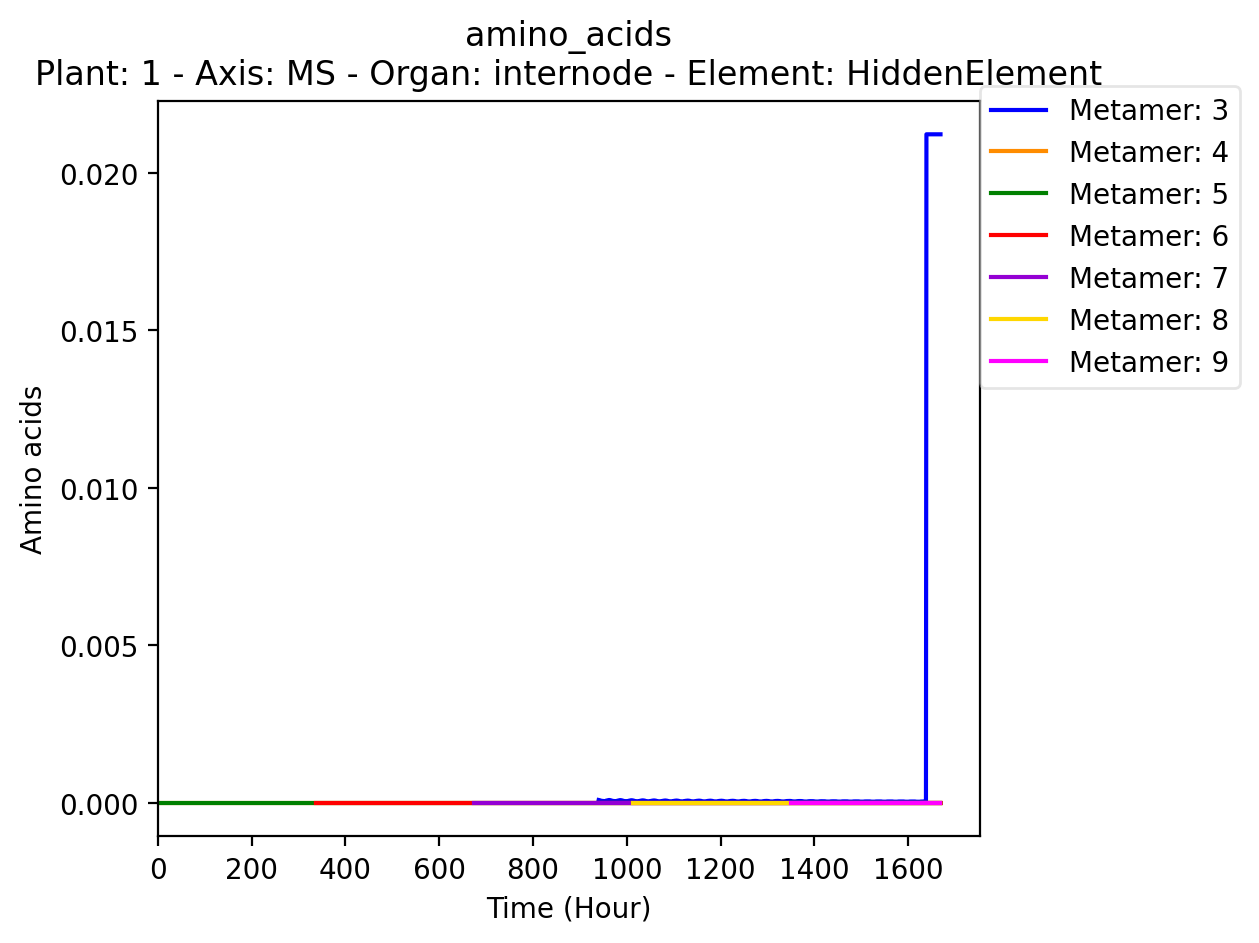 amino_acids
Plant: 1 - Axis: MS - Organ: internode - Element: HiddenElement
Metamer: 3
Metamer: 4
Metamer: 5
Metamer: 6
Metamer: 7
Metamer: 8
Metamer: 9
Amino acids
0.020
0.015
0.010
0.005
0.000
0 200 400 600 800 1000 1200 1400 1600
Time (Hour)